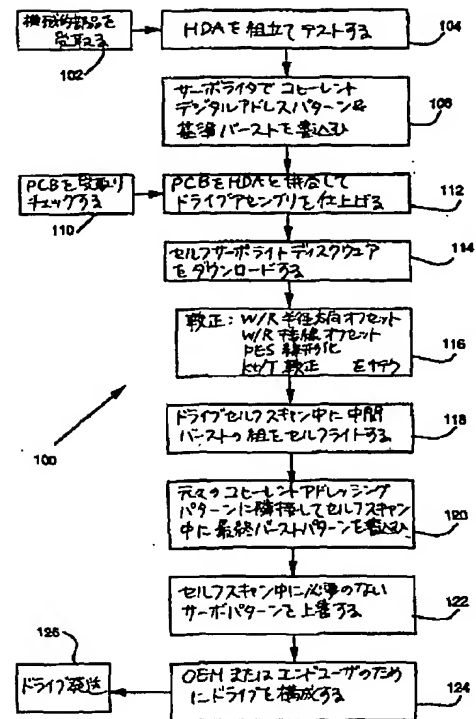 機械的部品を
受取る
102
HDAを組立てテストする
104
サーボライタでコヒーレント
デジタルアドレスパターン&
基準バーストを書込む
106
PCBを受取り
チェックする
110
PCBをHDAを結合して
ドライブアセンブリを仕上げる
112
セルフサーボライトディスクウェア
をダウンロードする
114
較正:W/R半径方向オフセット
W/R接線オフセット
PES線形化
Kt/T較正 を行う
116
100
ドライブセルフスキャン中に中間
バーストの組をセルフライトする
118
元々のコヒーレントアドレッシング
パターンに隣接してセルフスキャン
中に最終バーストパターンを書込む
120
セルフスキャン中に必要のない
サーボパターンを上書する
122
OEMまたはエンドユーザのため
にドライブを構成する
124
126
ドライブ発送